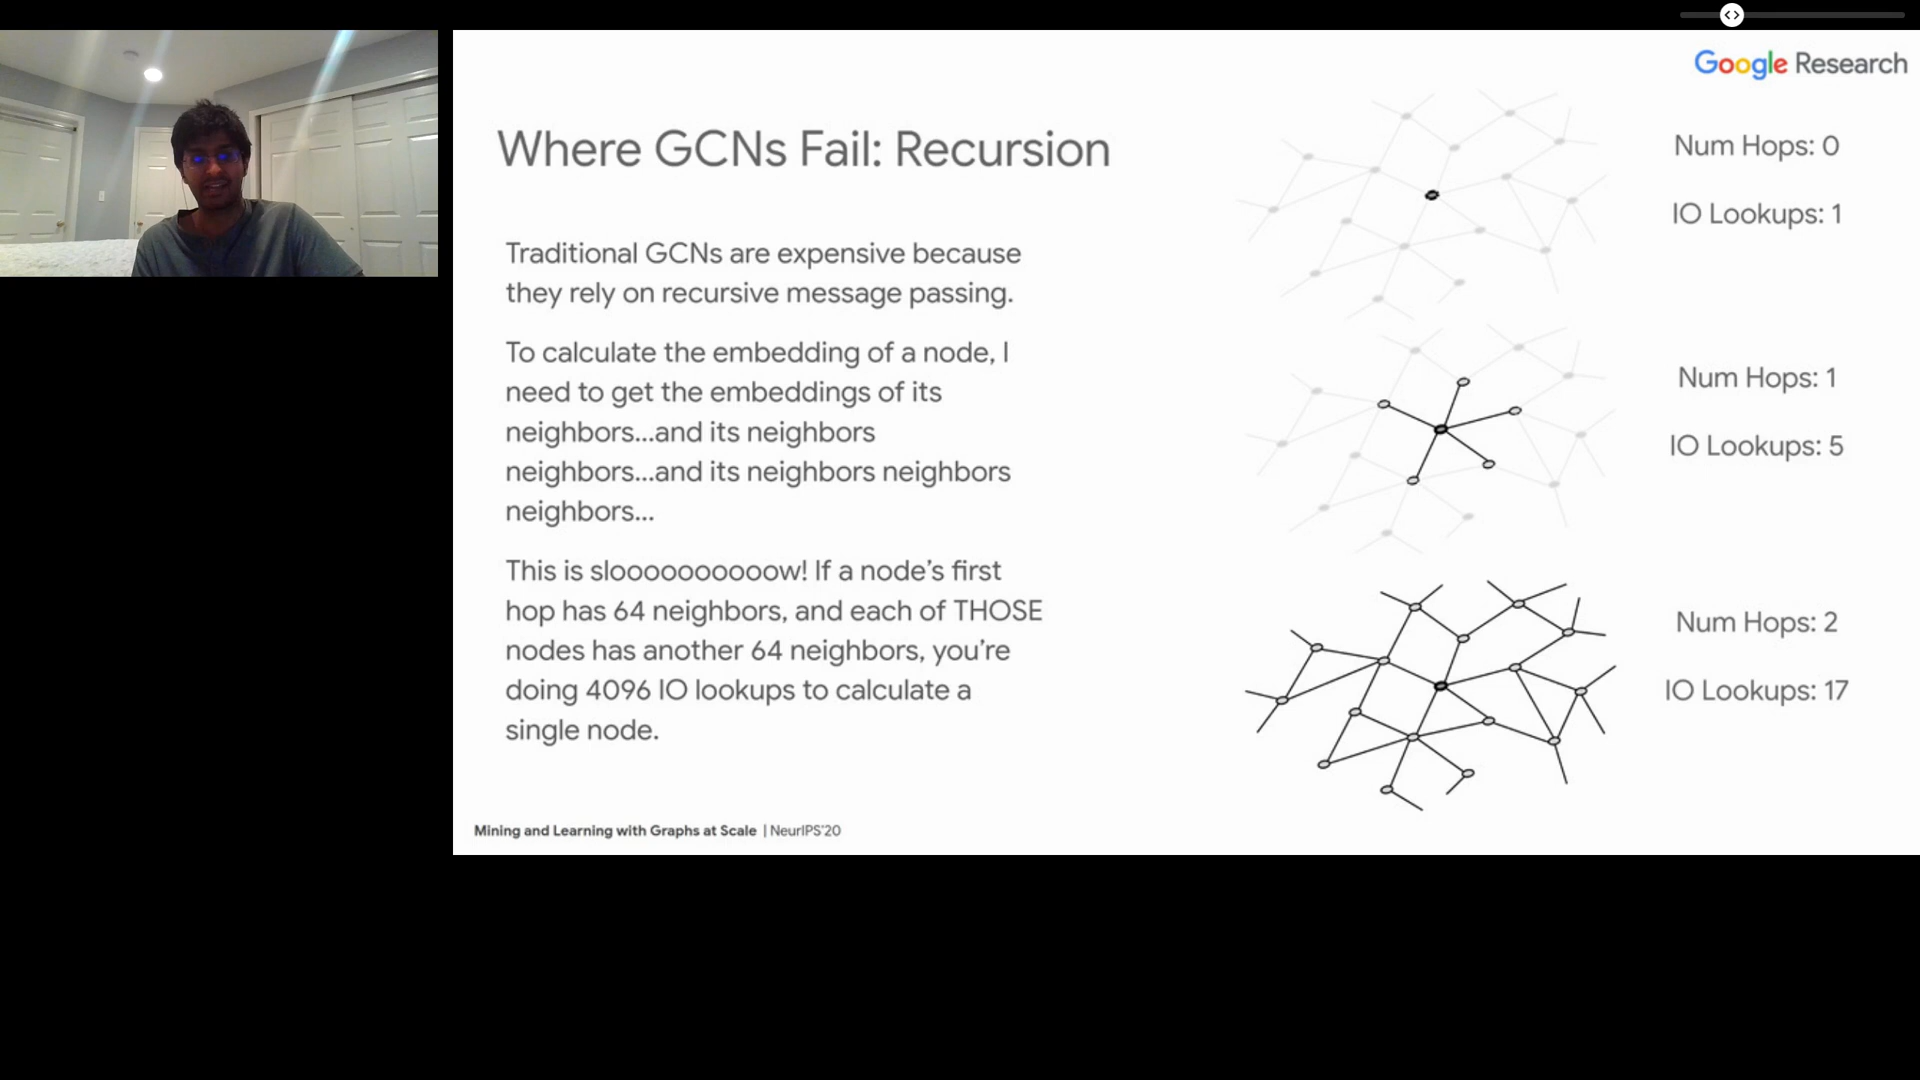 Google Research
Where GCNs Fail: Recursion
Traditional GCNs are expensive because
they rely on recursive message passing.
To calculate the embedding of a node, I
need to get the embeddings of its
neighbors...and its neighbors
neighbors...and its neighbors neighbors
neighbors...
This is sloooooooooow! If a node’s first
hop has 64 neighbors, and each of THOSE
nodes has another 64 neighbors, you’re
doing 4096 IO lookups to calculate a
single node.
Num Hops: 0
IO Lookups: 1
Num Hops: 1
IO Lookups: 5
Num Hops: 2
IO Lookups: 17
Mining and Learning with Graphs at Scale | NeurIPS'20